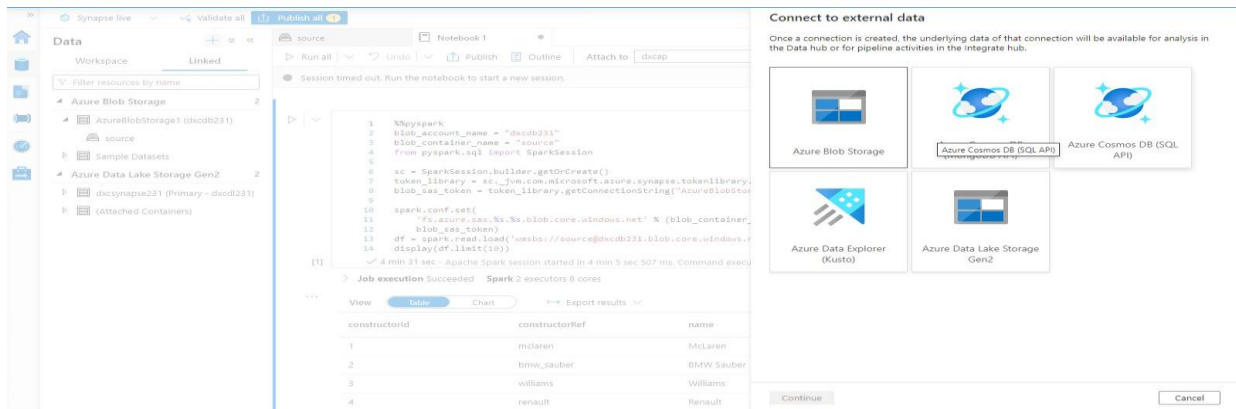 Synapse live
Validate all
Publish all 1
Data
Workspace
Linked
Filter resources by name
Azure Blob Storage 2
AzureBlobStorage1 (dxcdb231)
source
Sample Datasets
Azure Data Lake Storage Gen2 2
dxcsynapse231 (Primary - dxcdl231)
(Attached Containers)
source
Notebook 1
Run all
Undo
Publish
Outline
Attach to dxcap
Session timed out. Run the notebook to start a new session.
1 %%pyspark
2 blob_account_name = "dxcdb231"
3 blob_container_name = "source"
4 from pyspark.sql import SparkSession
5
6 sc = SparkSession.builder.getOrCreate()
7 token_library = sc._jvm.com.microsoft.azure.synapse.tokenlibrary.
8 blob_sas_token = token_library.getConnectionString("AzureBlobStor
9
10 spark.conf.set(
11 'fs.azure.sas.%s.%s.blob.core.windows.net' % (blob_container_
12 blob_sas_token)
13 df = spark.read.load('wasbs://source@dxcdb231.blob.core.windows.
14 display(df.limit(10))
[1]
4 min 31 sec - Apache Spark session started in 4 min 5 sec 507 ms. Command execu
Job execution Succeeded Spark 2 executors 8 cores
View Table Chart Export results
constructorId constructorRef name
1 mclaren McLaren
2 bmw_sauber BMW Sauber
3 williams Williams
4 renault Renault
Connect to external data
Once a connection is created, the underlying data of that connection will be available for analysis in
the Data hub or for pipeline activities in the Integrate hub.
Azure Blob Storage
Azure Cosmos DB (SQL API)
Azure Cosmos DB (SQL
API)
Azure Data Explorer
(Kusto)
Azure Data Lake Storage
Gen2
Continue
Cancel